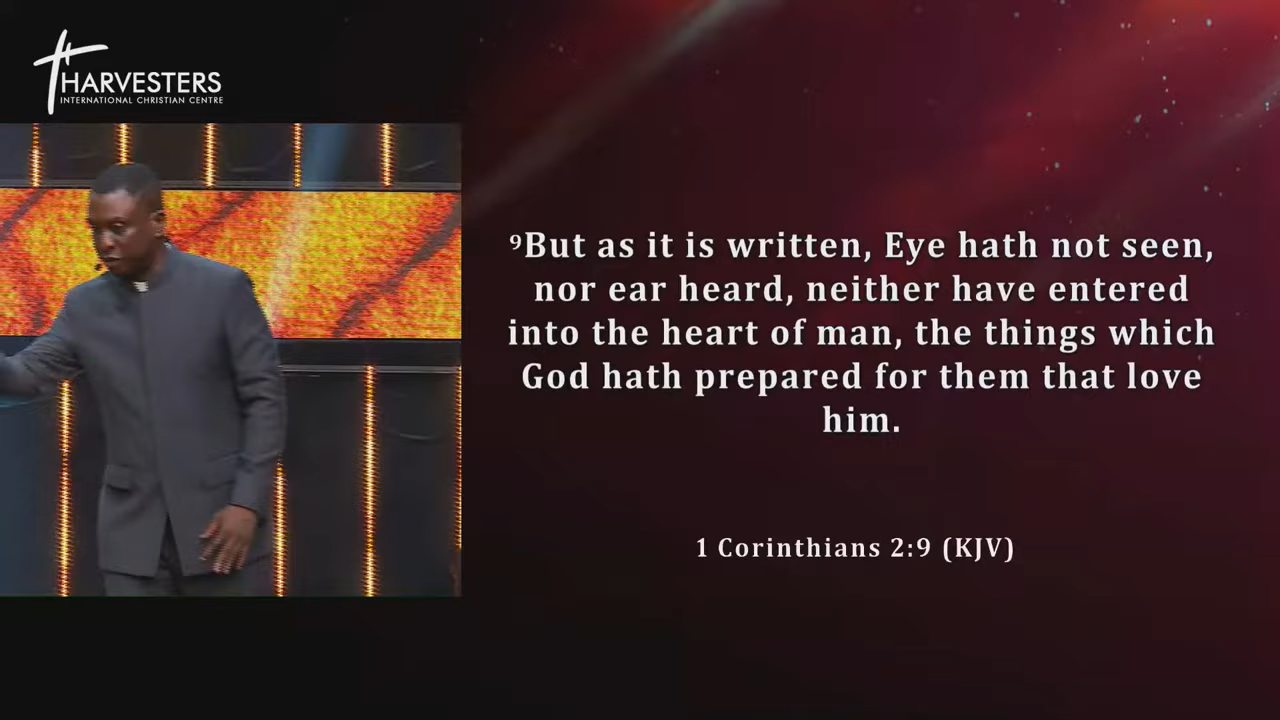 HARVESTERS
INTERNATIONAL CHRISTIAN CENTRE
⁹But as it is written, Eye hath not seen,
nor ear heard, neither have entered
into the heart of man, the things which
God hath prepared for them that love
him.
1 Corinthians 2:9 (KJV)